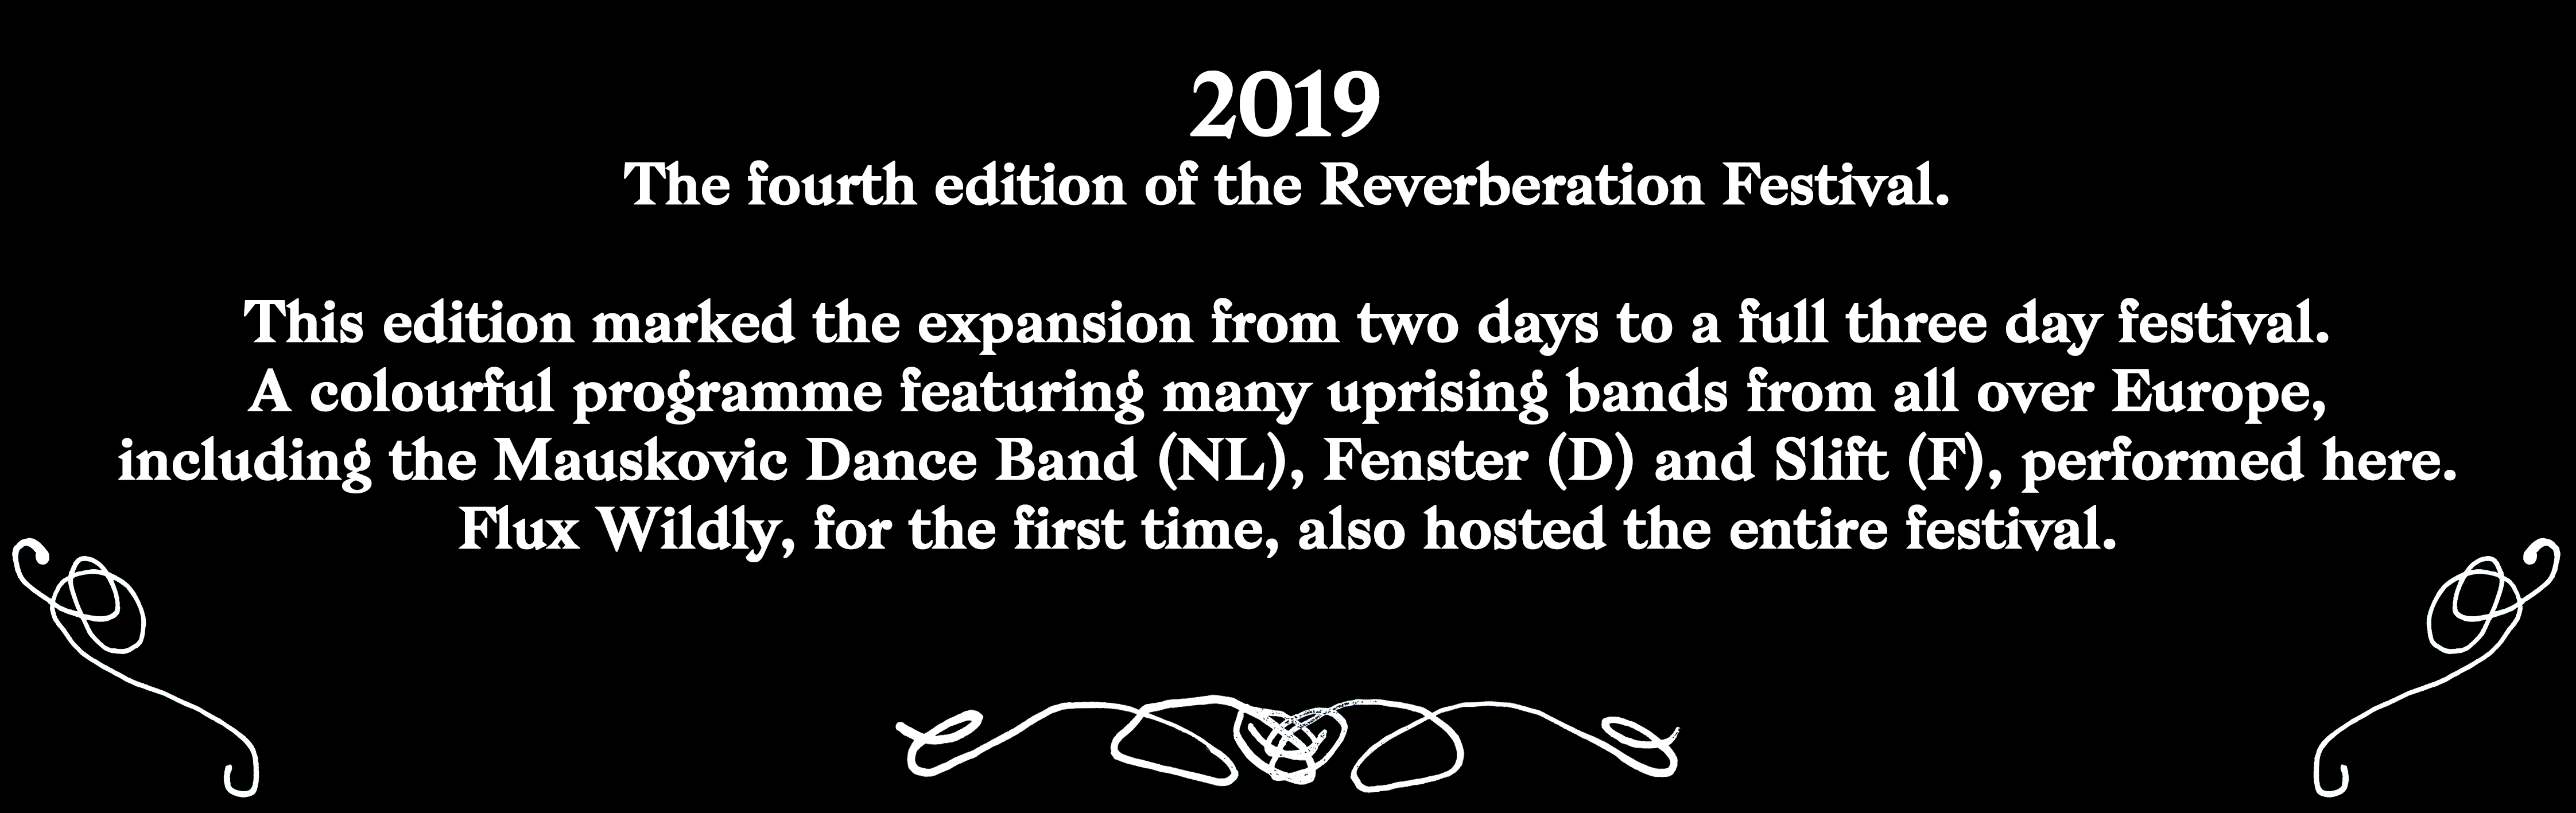 2019
The fourth edition of the Reverberation Festival.
This edition marked the expansion from two days to a full three day festival.
A colourful programme featuring many uprising bands from all over Europe,
including the Mauskovic Dance Band (NL), Fenster (D) and Slift (F), performed here.
Flux Wildly, for the first time, also hosted the entire festival.